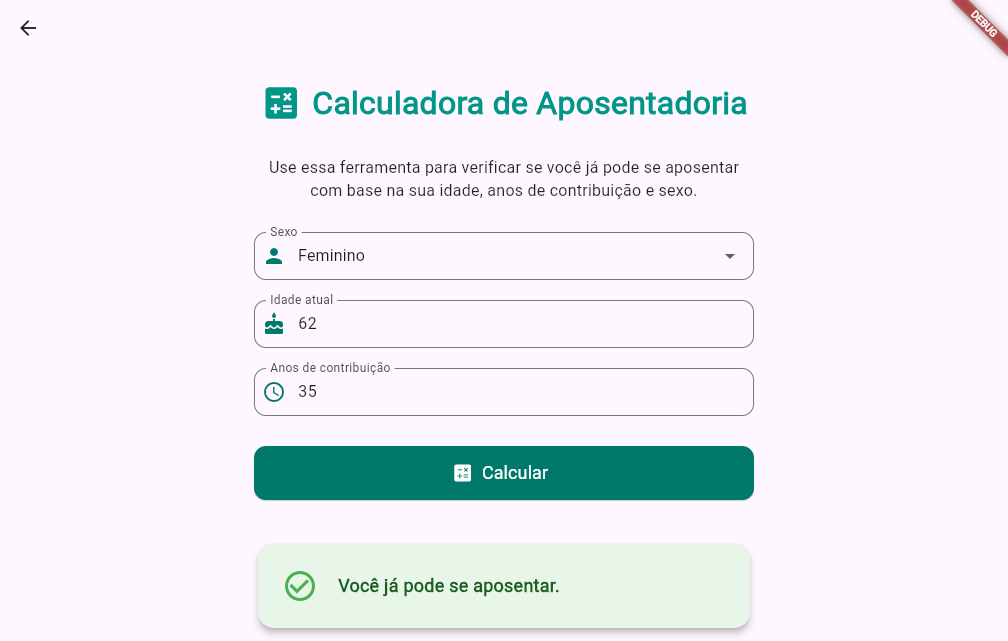 DEBUG
Calculadora de Aposentadoria
Use essa ferramenta para verificar se você já pode se aposentar
com base na sua idade, anos de contribuição e sexo.
Sexo
Feminino
Idade atual
62
Anos de contribuição
35
Calcular
Você já pode se aposentar.